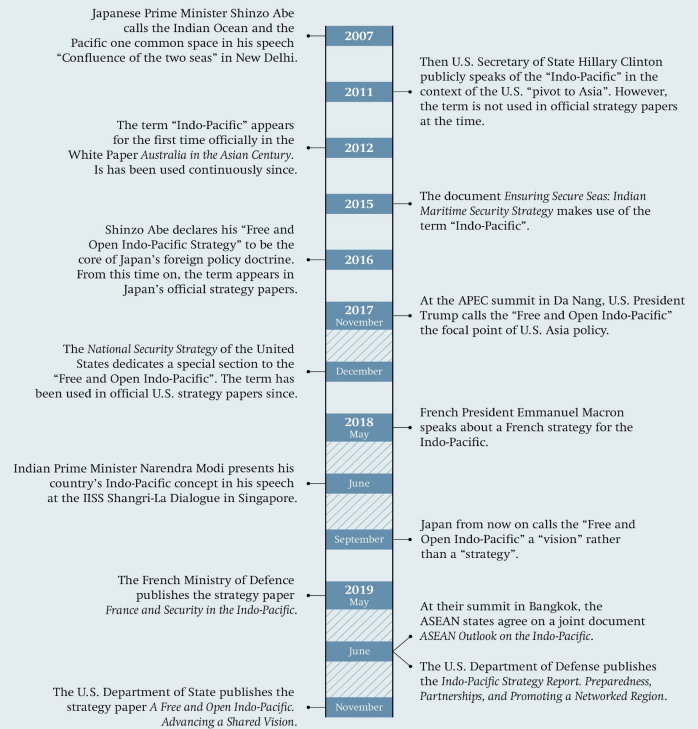 Japanese Prime Minister Shinzo Abe
calls the Indian Ocean and the
Pacific one common space in his speech
“Confluence of the two seas” in New Delhi.
2007
Then U.S. Secretary of State Hillary Clinton
publicly speaks of the “Indo-Pacific” in the
context of the U.S. “pivot to Asia”. However,
the term is not used in official strategy papers
at the time.
2011
The term “Indo-Pacific” appears
for the first time officially in the
White Paper Australia in the Asian Century.
Is has been used continuously since.
2012
The document Ensuring Secure Seas: Indian
Maritime Security Strategy makes use of the
term “Indo-Pacific”.
2015
Shinzo Abe declares his “Free and
Open Indo-Pacific Strategy” to be the
core of Japan’s foreign policy doctrine.
From this time on, the term appears in
Japan’s official strategy papers.
2016
At the APEC summit in Da Nang, U.S. President
Trump calls the “Free and Open Indo-Pacific”
the focal point of U.S. Asia policy.
2017
November
The National Security Strategy of the United
States dedicates a special section to the
“Free and Open Indo-Pacific”. The term has
been used in official U.S. strategy papers since.
December
French President Emmanuel Macron
speaks about a French strategy for the
Indo-Pacific.
2018
May
Indian Prime Minister Narendra Modi presents his
country’s Indo-Pacific concept in his speech
at the IISS Shangri-La Dialogue in Singapore.
June
Japan from now on calls the “Free and
Open Indo-Pacific” a “vision” rather
than a “strategy”.
September
The French Ministry of Defence
publishes the strategy paper
France and Security in the Indo-Pacific.
2019
May
At their summit in Bangkok, the
ASEAN states agree on a joint document
ASEAN Outlook on the Indo-Pacific.
June
The U.S. Department of Defense publishes
the Indo-Pacific Strategy Report. Preparedness,
Partnerships, and Promoting a Networked Region.
The U.S. Department of State publishes the
strategy paper A Free and Open Indo-Pacific.
Advancing a Shared Vision.
November